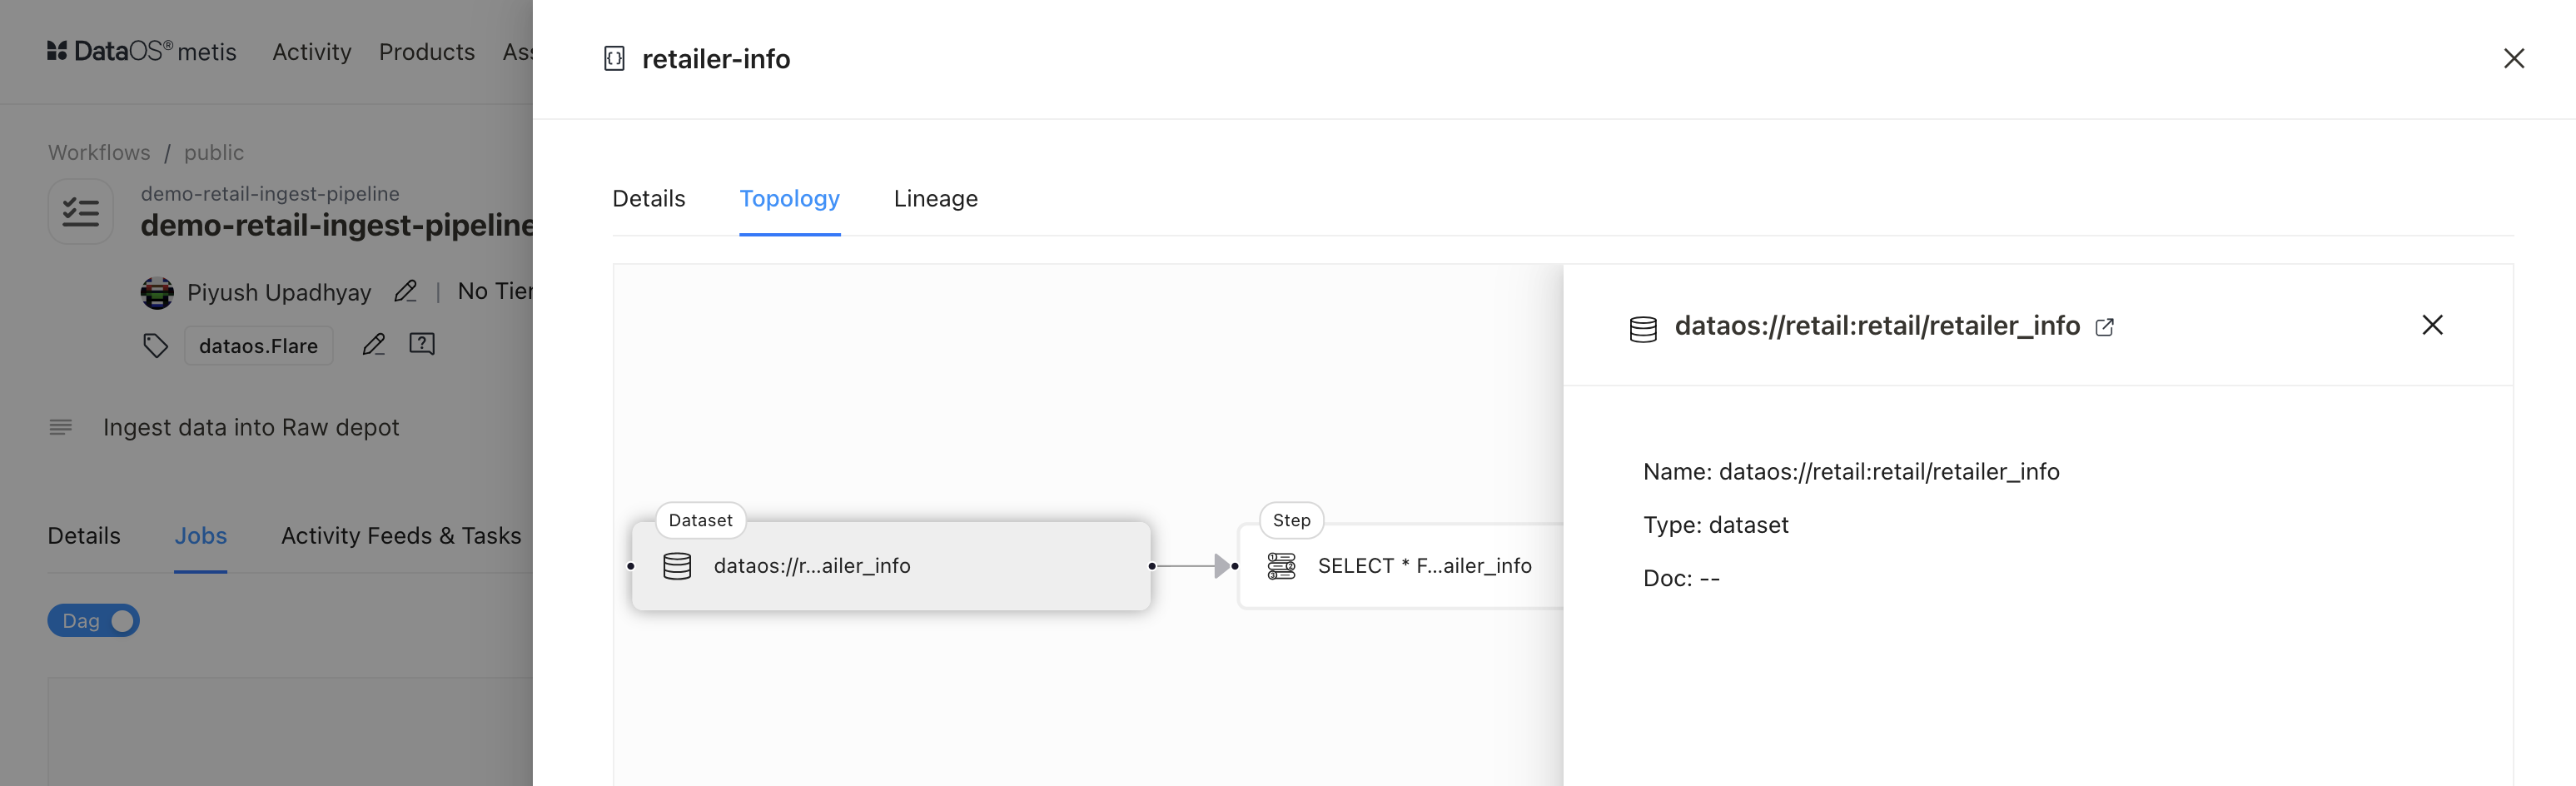 DataOS® metis Activity Products
Workflows / public
demo-retail-ingest-pipeline
demo-retail-ingest-pipeline
Piyush Upadhyay | No Tier
dataos.Flare
Ingest data into Raw depot
Details Jobs Activity Feeds & Tasks
Dag
retailer-info
Details Topology Lineage
Dataset
dataos://r...ailer_info
Step
SELECT * F...ailer_info
dataos://retail:retail/retailer_info
Name: dataos://retail:retail/retailer_info
Type: dataset
Doc: --